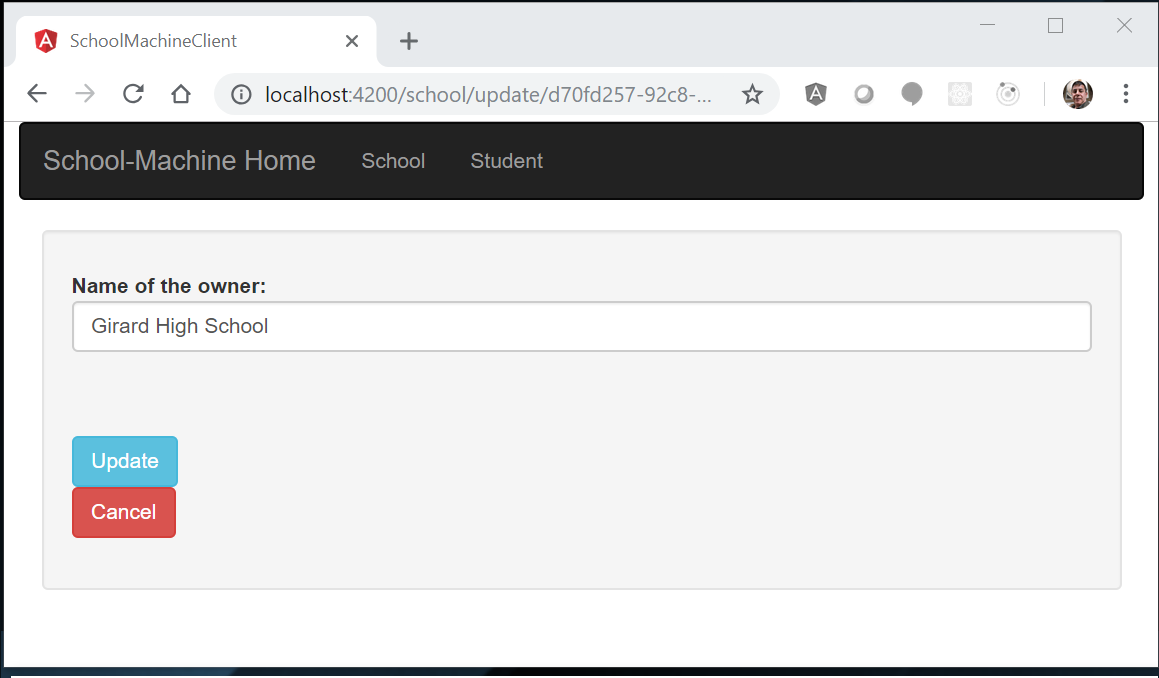 SchoolMachineClient
localhost:4200/school/update/d70fd257-92c8-...
School-Machine Home School Student
Name of the owner:
Girard High School
Update
Cancel